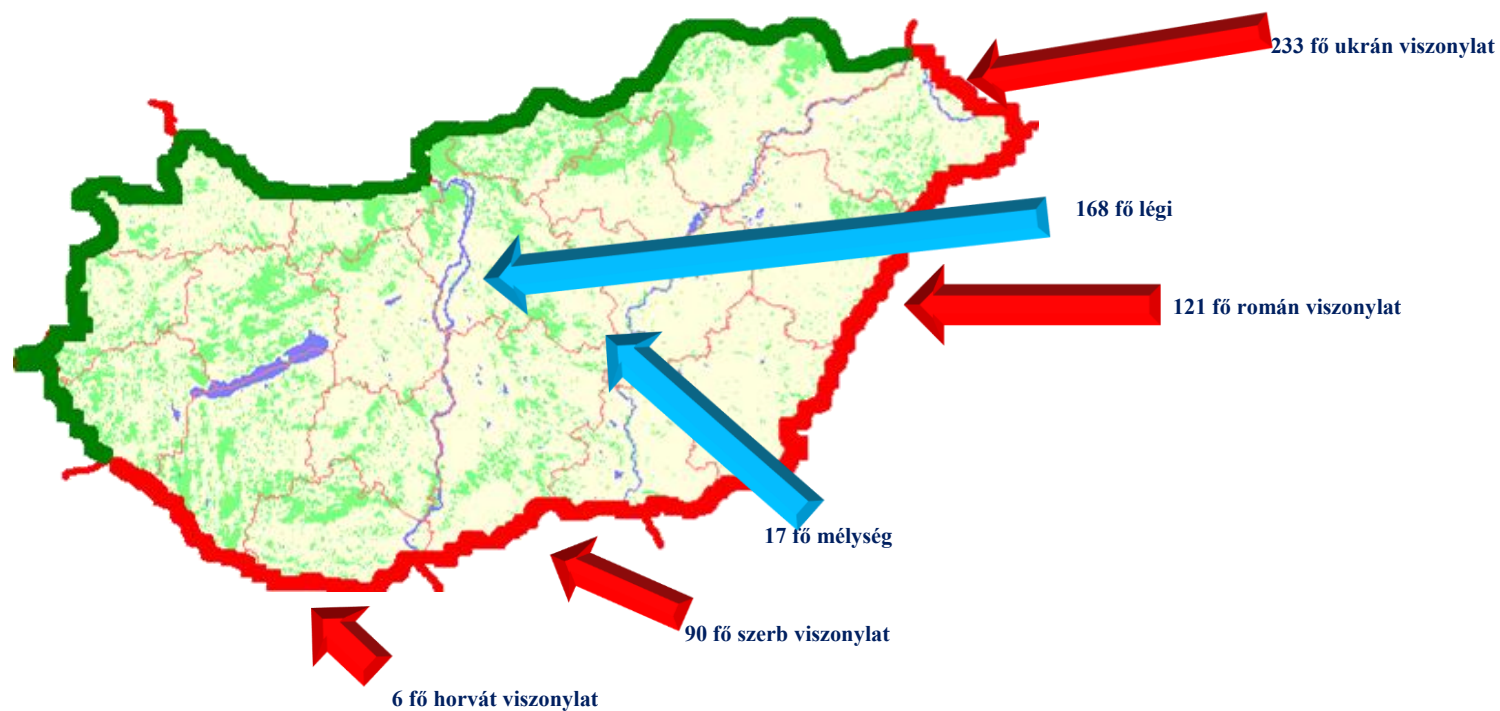 233 fő ukrán viszonylat
168 fő légi
121 fő román viszonylat
17 fő mélység
90 fő szerb viszonylat
6 fő horvát viszonylat